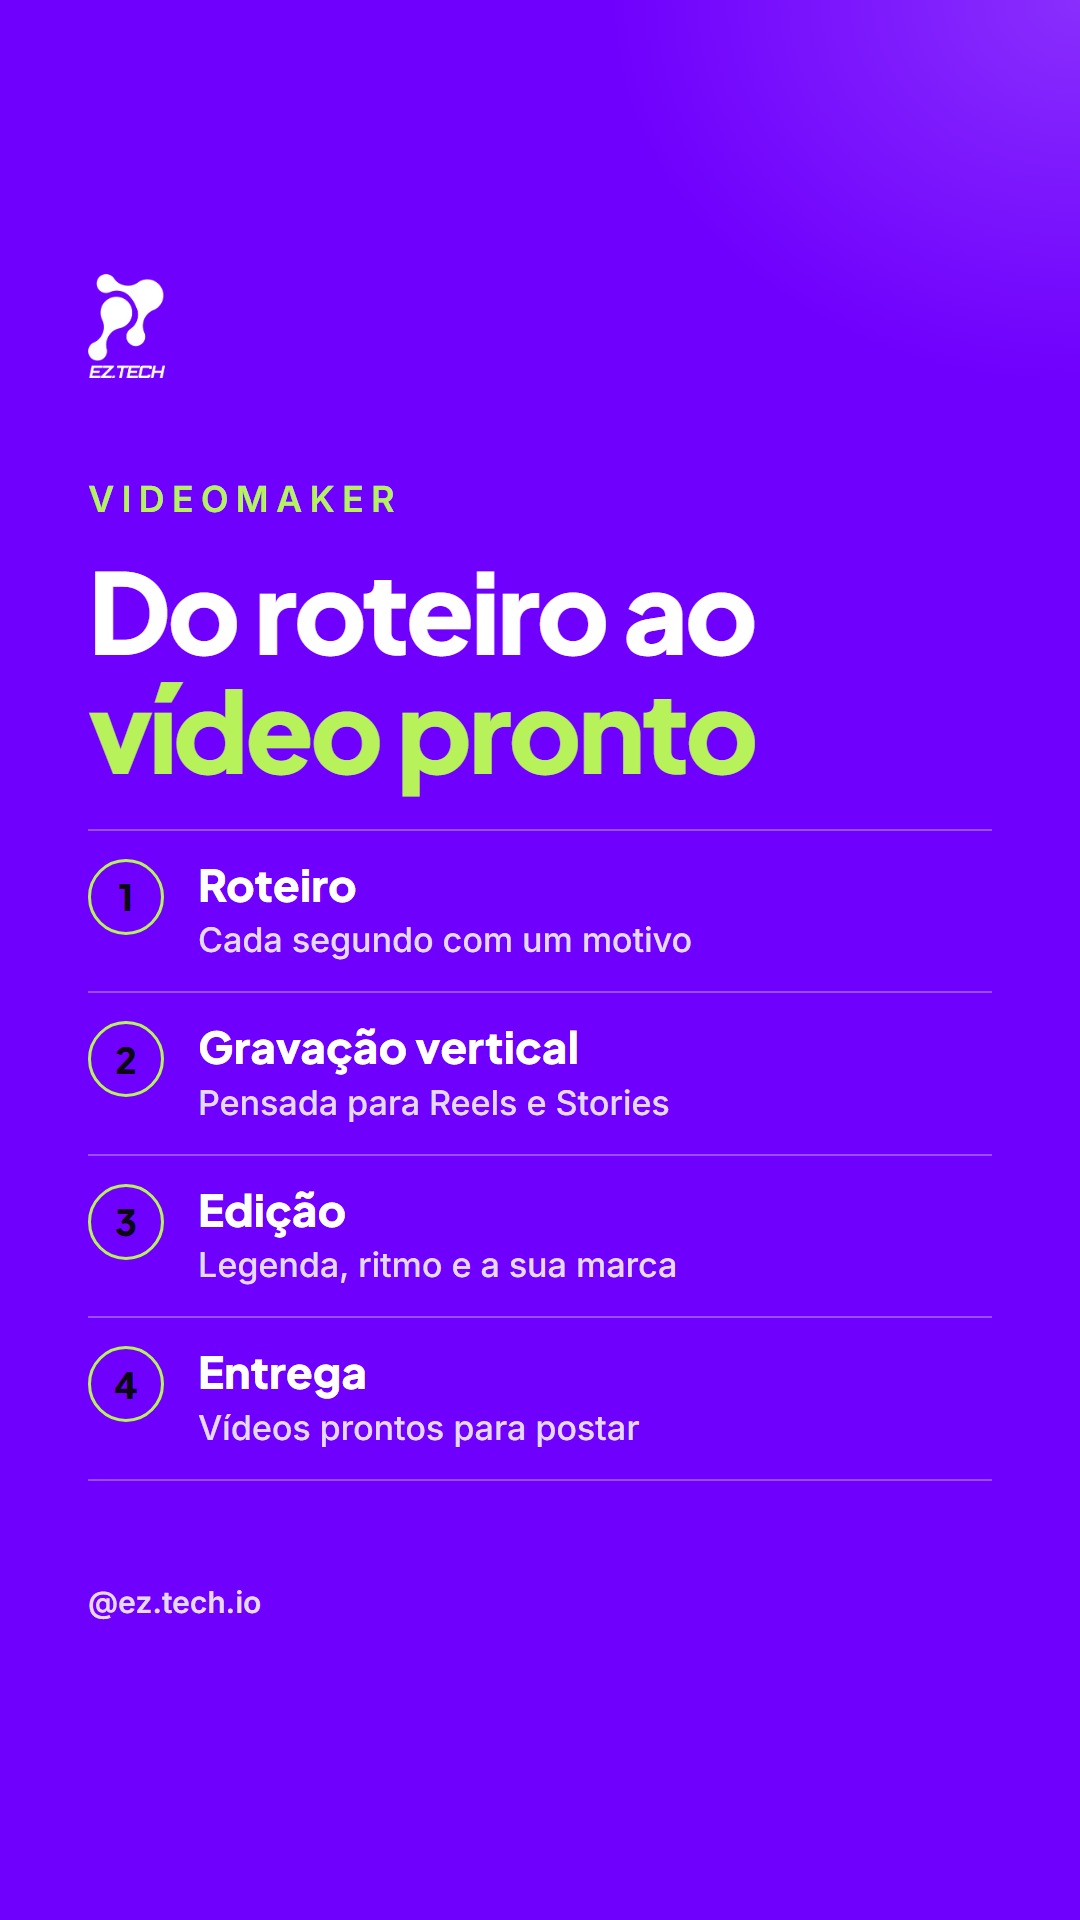 EZ.TECH
VIDEOMAKER
Do roteiro ao
vídeo pronto
1 Roteiro
Cada segundo com um motivo
2 Gravação vertical
Pensada para Reels e Stories
3 Edição
Legenda, ritmo e a sua marca
4 Entrega
Vídeos prontos para postar
@ez.tech.io